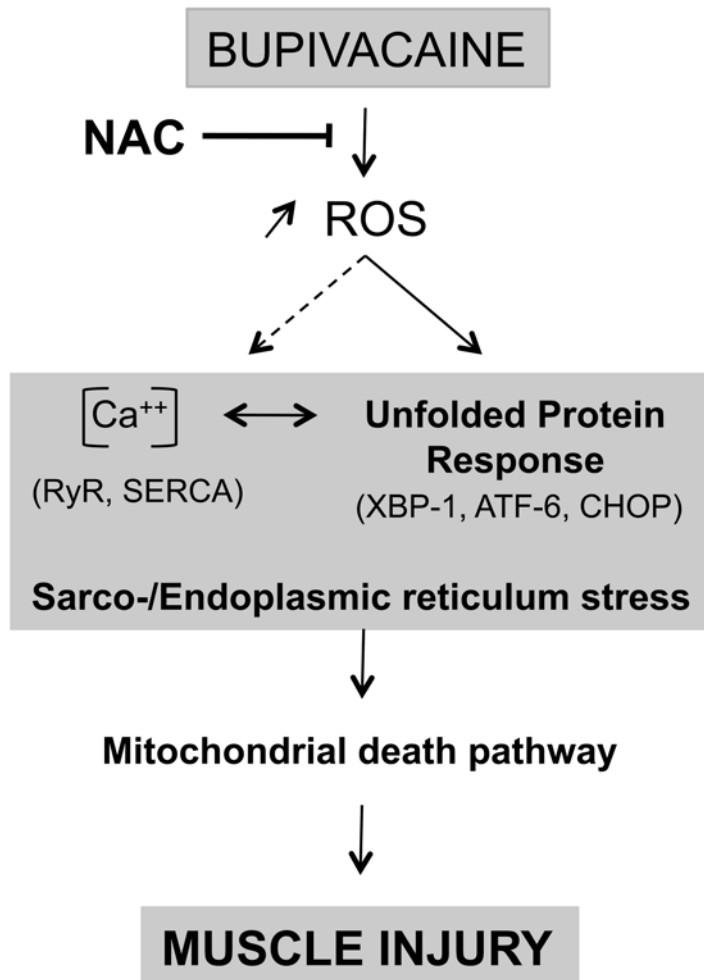 BUPIVACAINE
NAC
ROS
[Ca⁺⁺]
(RyR, SERCA)
Unfolded Protein
Response
(XBP-1, ATF-6, CHOP)
Sarco-/Endoplasmic reticulum stress
Mitochondrial death pathway
MUSCLE INJURY